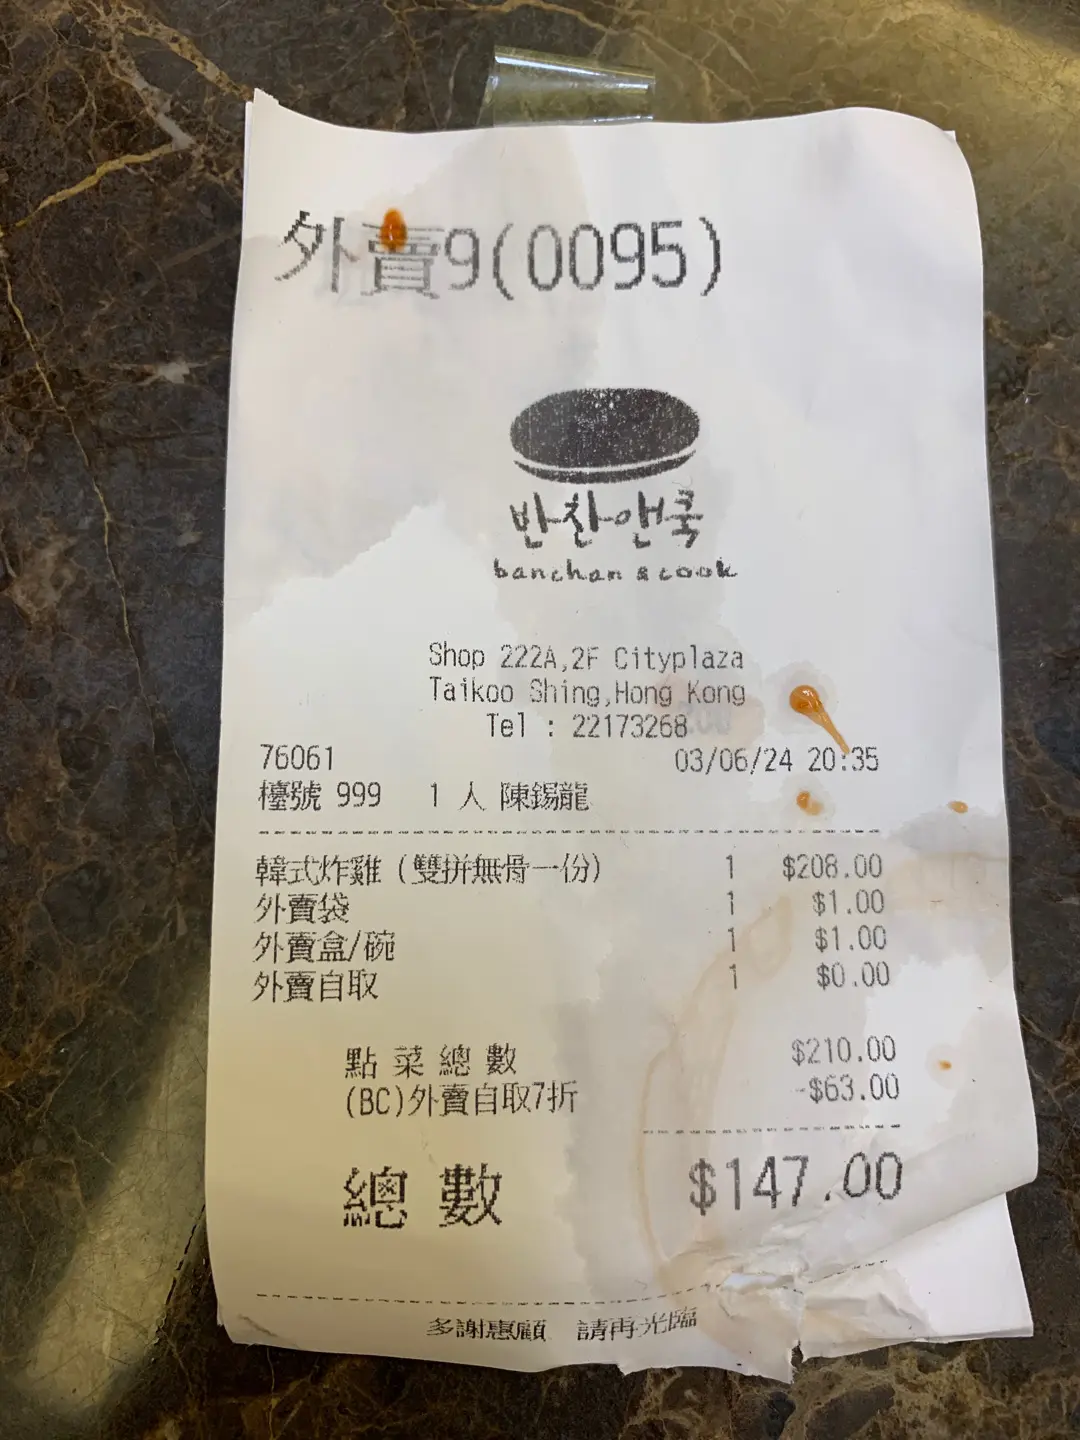 外賣9(0095)
반찬앤쿡
banchan & cook
Shop 222A,2F Cityplaza
Taikoo Shing,Hong Kong
Tel : 22173268
76061 03/06/24 20:35
檯號 999 1 人 陳錫龍
韓式炸雞(雙拼無骨一份) 1 $208.00
外賣袋 1 $1.00
外賣盒/碗 1 $1.00
外賣自取 1 $0.00
點菜總數 $210.00
(BC)外賣自取7折 -$63.00
總數 $147.00
多謝惠顧 請再光臨